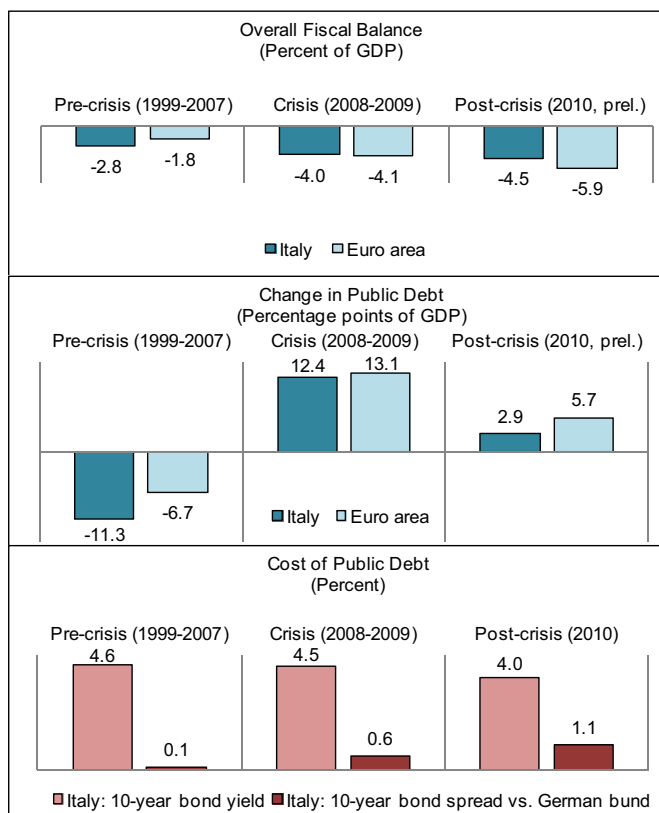 Overall Fiscal Balance
(Percent of GDP)
Pre-crisis (1999-2007) Crisis (2008-2009) Post-crisis (2010, prel.)
-2.8 -1.8 -4.0 -4.1 -4.5 -5.9
Italy Euro area
Change in Public Debt
(Percentage points of GDP)
Pre-crisis (1999-2007) Crisis (2008-2009) Post-crisis (2010, prel.)
12.4 13.1
2.9 5.7
-11.3 -6.7
Italy Euro area
Cost of Public Debt
(Percent)
Pre-crisis (1999-2007) Crisis (2008-2009) Post-crisis (2010)
4.6 0.1 4.5 0.6 4.0 1.1
Italy: 10-year bond yield Italy: 10-year bond spread vs. German bund